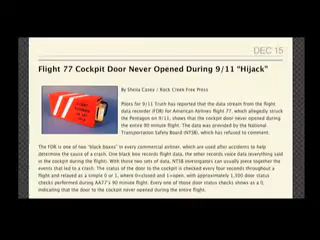 DEC 15
Flight 77 Cockpit Door Never Opened During 9/11 "Hijack"
By Sheila Casey / Rock Creek Free Press
Pilots for 9/11 Truth has reported that the data stream from the flight
data recorder (FDR) for American Airlines flight 77, which allegedly struck
the Pentagon on 9/11, shows that the cockpit door never opened during
the entire 90 minute flight. The data was provided by the National
Transportation Safety Board (NTSB), which has refused to comment.
The FDR is one of two "black boxes" in every commercial airliner, which are used after accidents to help
determine the cause of a crash. One black box records flight data, the other records voice data (everything said
in the cockpit during the flight). With those two sets of data, NTSB investigators can usually piece together the
events that led to a crash. The status of the door to the cockpit is checked every four seconds throughout a
flight and relayed as a simple 0 or 1, where 0=closed and 1=open, with approximately 1,300 door status
checks performed during AA77's 90 minute flight. Every one of those door status checks shows as a 0,
indicating that the door to the cockpit never opened during the entire flight.